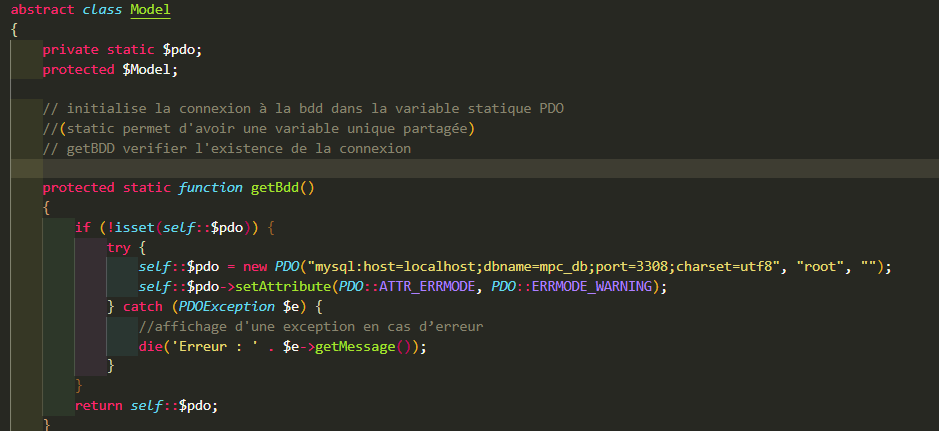 abstract class Model
{
private static $pdo;
protected $Model;
// initialise la connexion à la bdd dans la variable statique PDO
//(static permet d'avoir une variable unique partagée)
// getBDD verifier l'existence de la connexion
protected static function getBdd()
{
if (!isset(self::$pdo)) {
try {
self::$pdo = new PDO("mysql:host=localhost;dbname=mpc_db;port=3308;charset=utf8", "root", "");
self::$pdo->setAttribute(PDO::ATTR_ERRMODE, PDO::ERRMODE_WARNING);
} catch (PDOException $e) {
//affichage d'une exception en cas d’erreur
die('Erreur : ' . $e->getMessage());
}
}
return self::$pdo;
}